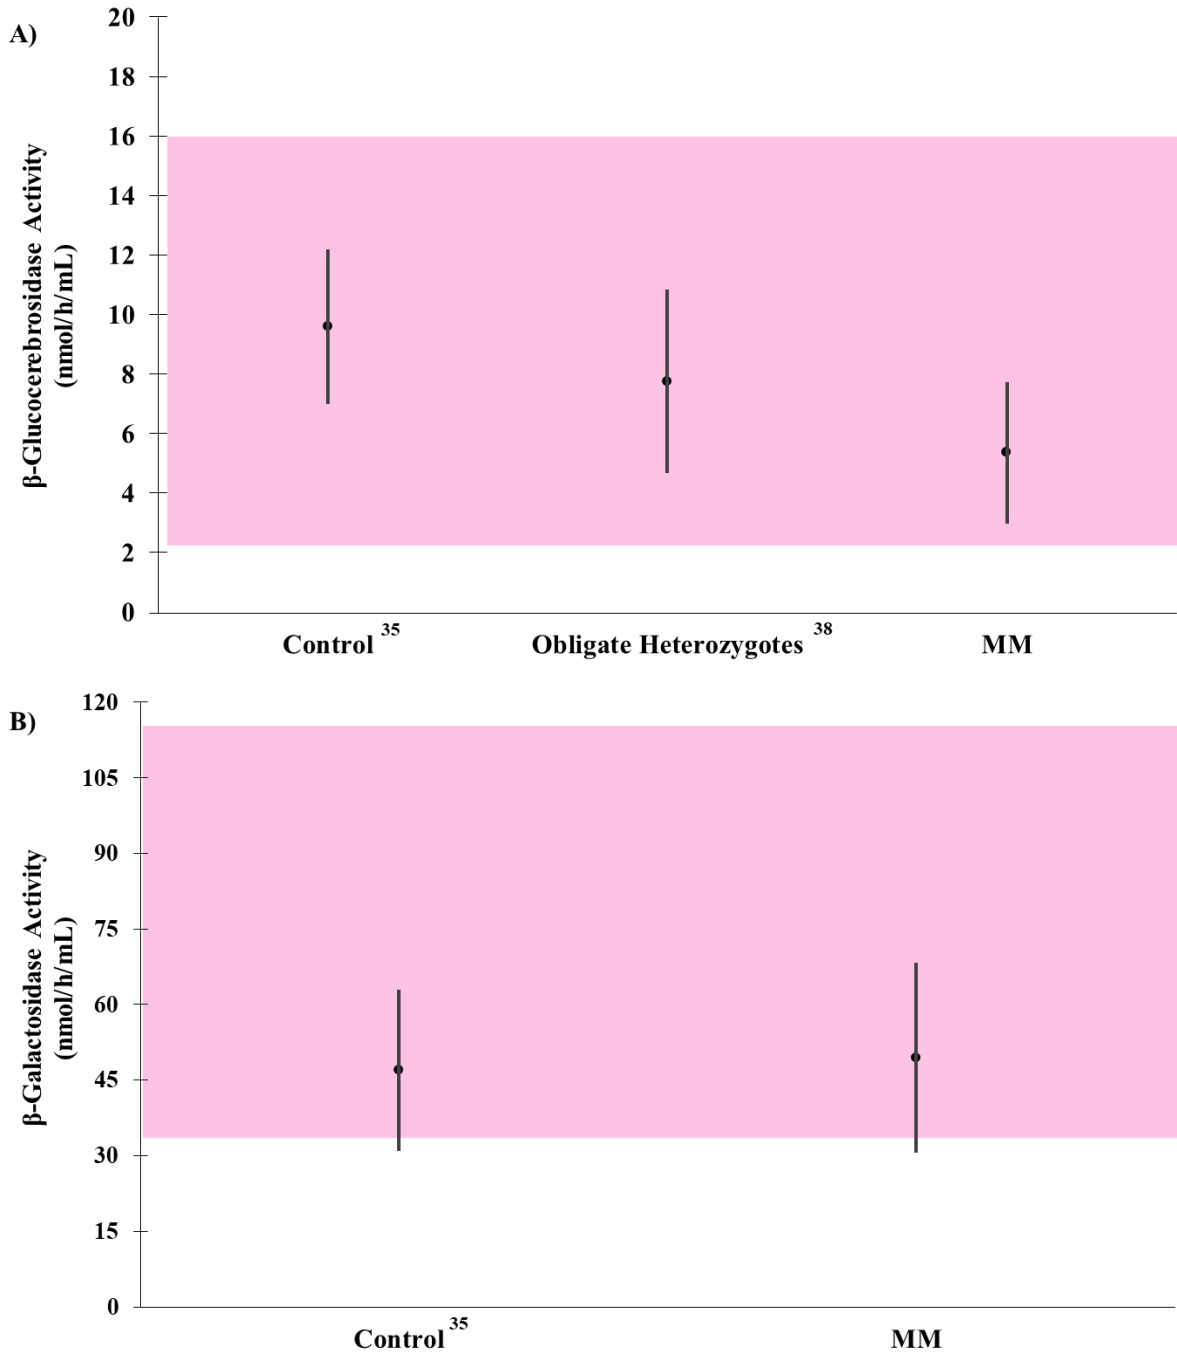 A)
β-Glucocerebrosidase Activity
(nmol/h/mL)
20
18
16
14
12
10
8
6
4
2
0
Control 35
Obligate Heterozygotes 38
MM
B)
β-Galactosidase Activity
(nmol/h/mL)
120
105
90
75
60
45
30
15
0
Control 35
MM